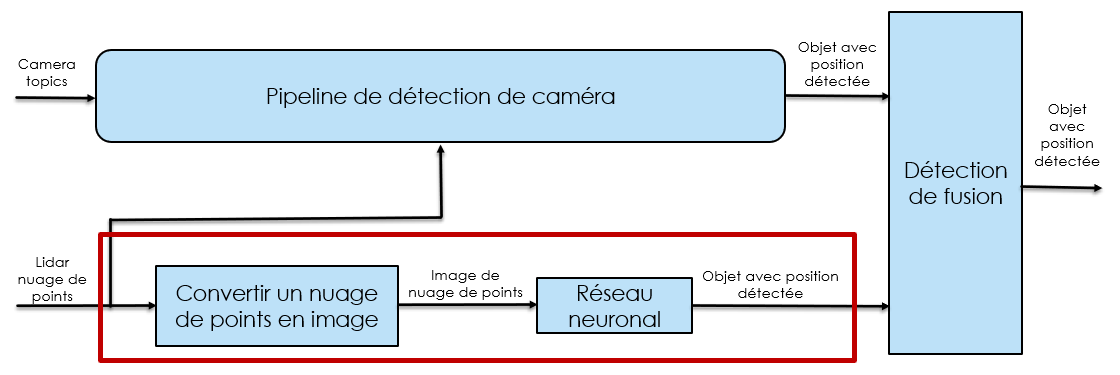 Camera
topics
Pipeline de détection de caméra
Objet avec
position
détectée
Détection
de fusion
Objet
avec
position
détectée
Lidar
nuage de
points
Convertir un nuage
de points en image
Image de
nuage de points
Réseau
neuronal
Objet avec position
détectée